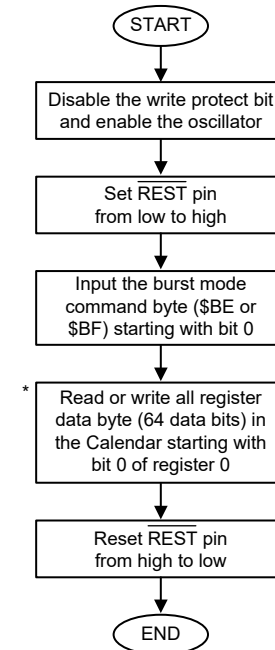 START
Disable the write protect bit
and enable the oscillator
Set REST pin
from low to high
Input the burst mode
command byte ($BE or
$BF) starting with bit 0
*
Read or write all register
data byte (64 data bits) in
the Calendar starting with
bit 0 of register 0
Reset REST pin
from high to low
END